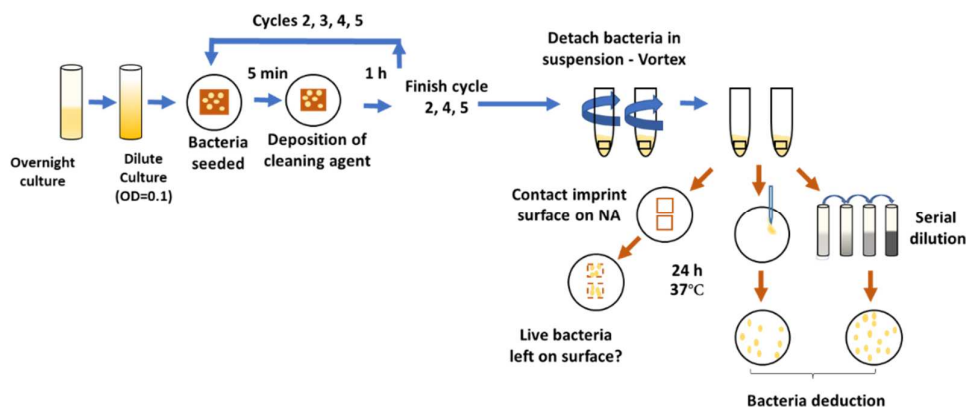 Cycles 2, 3, 4, 5
5 min
1 h
Finish cycle
2, 4, 5
Detach bacteria in
suspension - Vortex
Overnight
culture
Dilute
Culture
(OD=0.1)
Bacteria
seeded
Deposition of
cleaning agent
Contact imprint
surface on NA
Serial
dilution
24 h
37℃
Live bacteria
left on surface?
Bacteria deduction